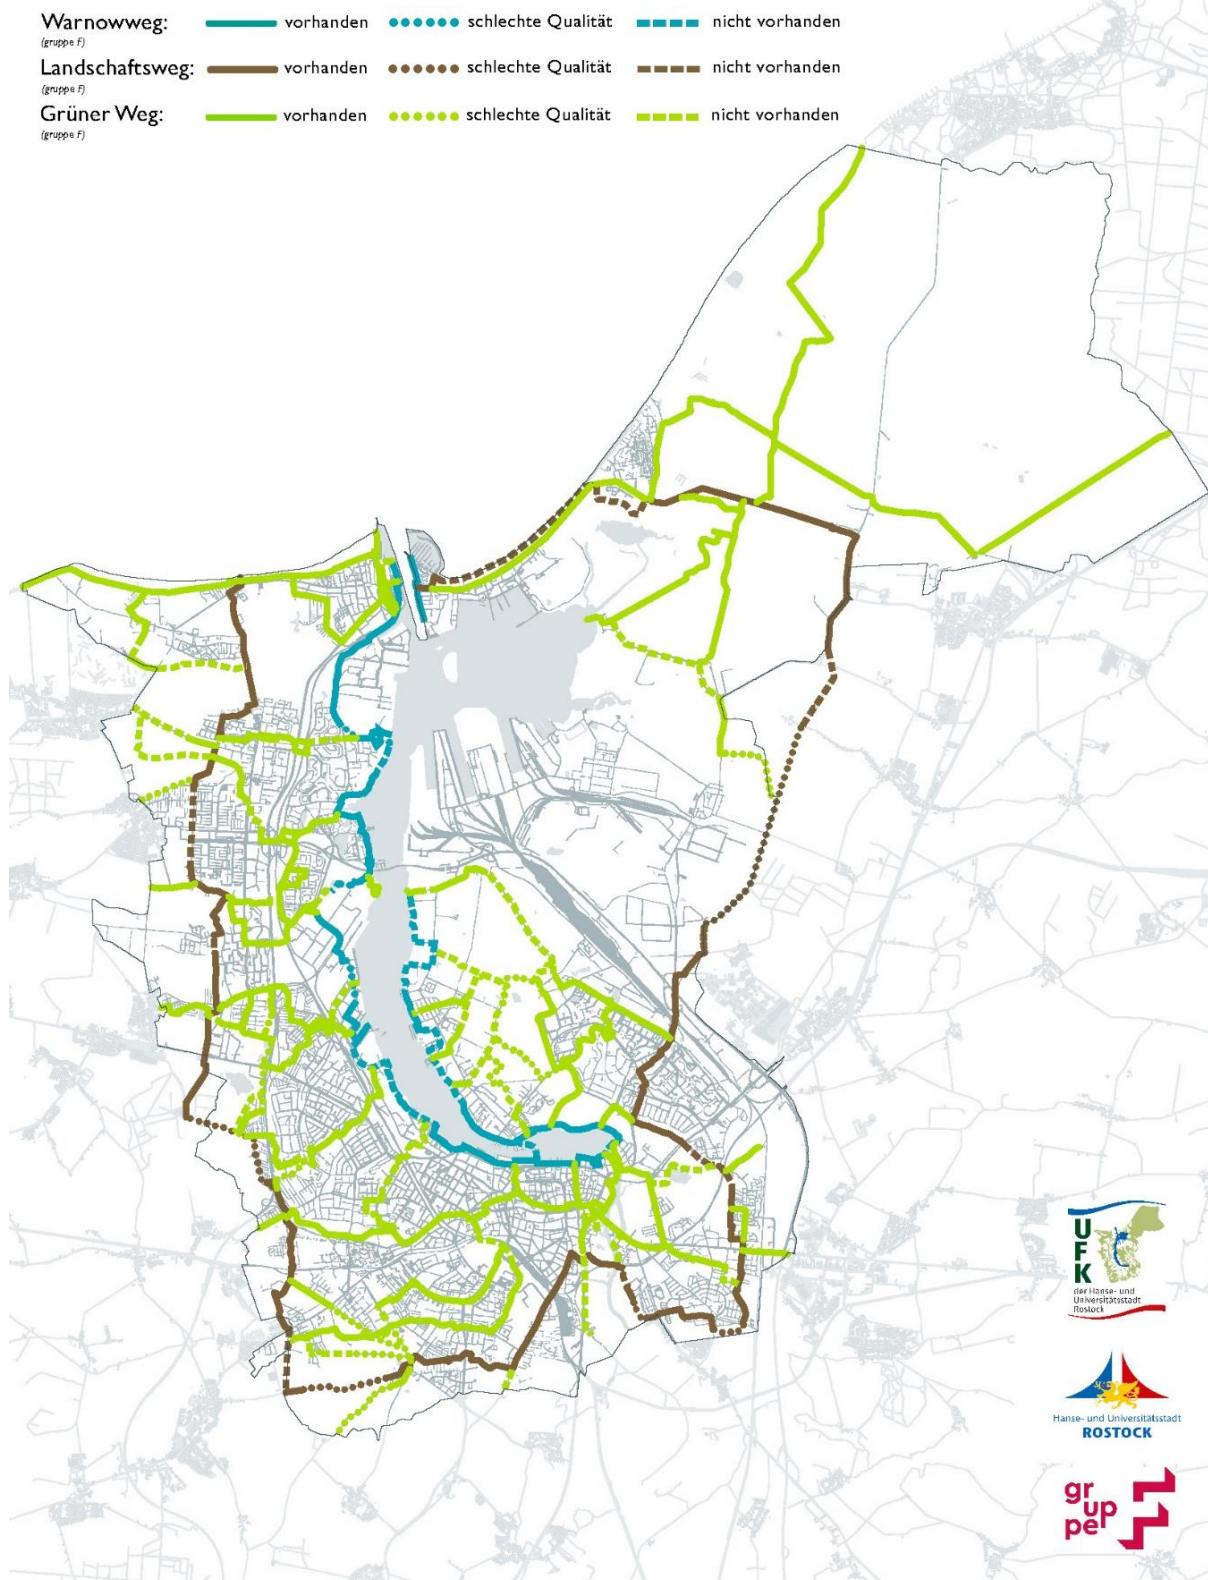 Warnowweg: vorhanden schlechte Qualität nicht vorhanden
(gruppe F)
Landschaftsweg: vorhanden schlechte Qualität nicht vorhanden
(gruppe F)
Grüner Weg: vorhanden schlechte Qualität nicht vorhanden
(gruppe F)
UFK
der Hanse- und
Universitätsstadt
Rostock
Hanse- und Universitätsstadt
ROSTOCK
gr
up
pe
F